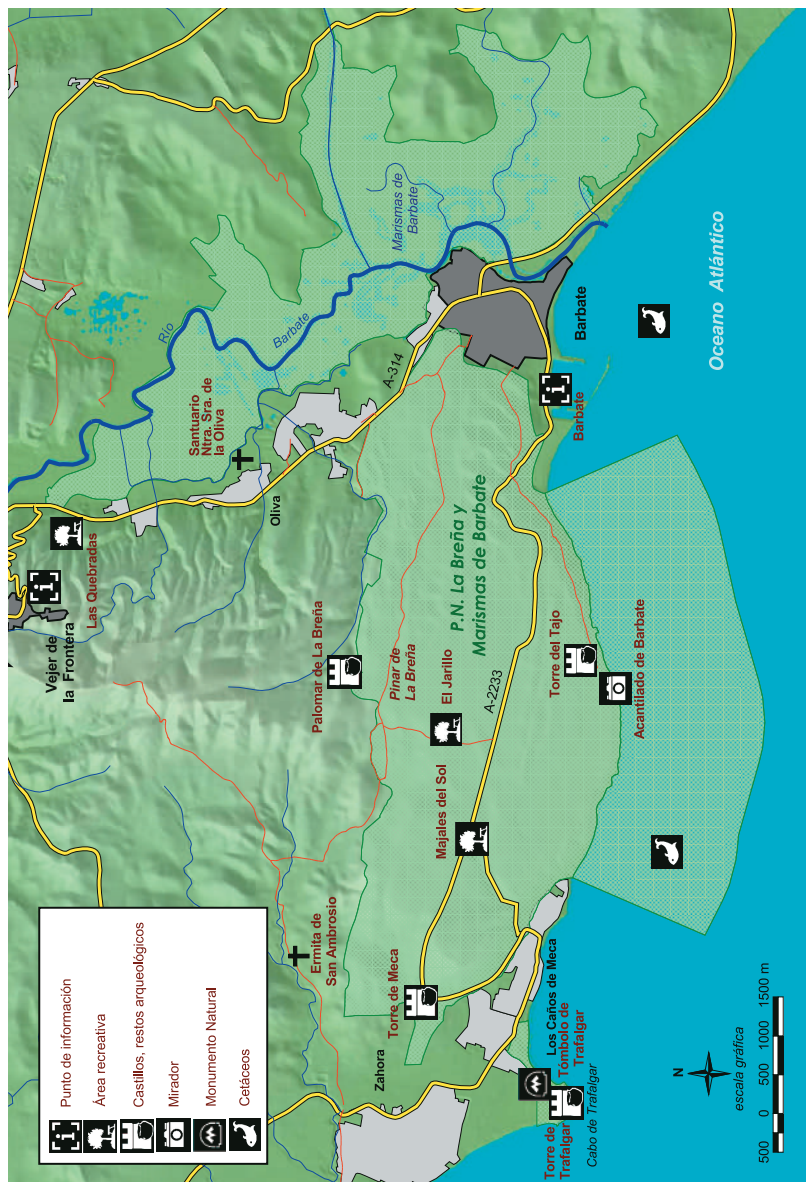 Punto de información
Área recreativa
Castillos, restos arqueológicos
Mirador
Monumento Natural
Cetáceos
Vejer de
la Frontera
Las Quebradas
Santuario
Ntra. Sra. de
la Oliva
Oliva
Río
Barbate
Marismas de
Barbate
A-314
Palomar de La Breña
Pinar de
La Breña
El Jarillo
P.N. La Breña y
Marismas de Barbate
Majales del Sol
A-2233
Ermita de
San Ambrosio
Torre de Meca
Zahora
Los Caños de Meca
Tómbolo de
Trafalgar
Torre de
Trafalgar
Cabo de Trafalgar
Torre del Tajo
Acantilado de Barbate
Barbate
Barbate
Oceano Atlántico
N
escala gráfica
500 0 500 1000 1500 m